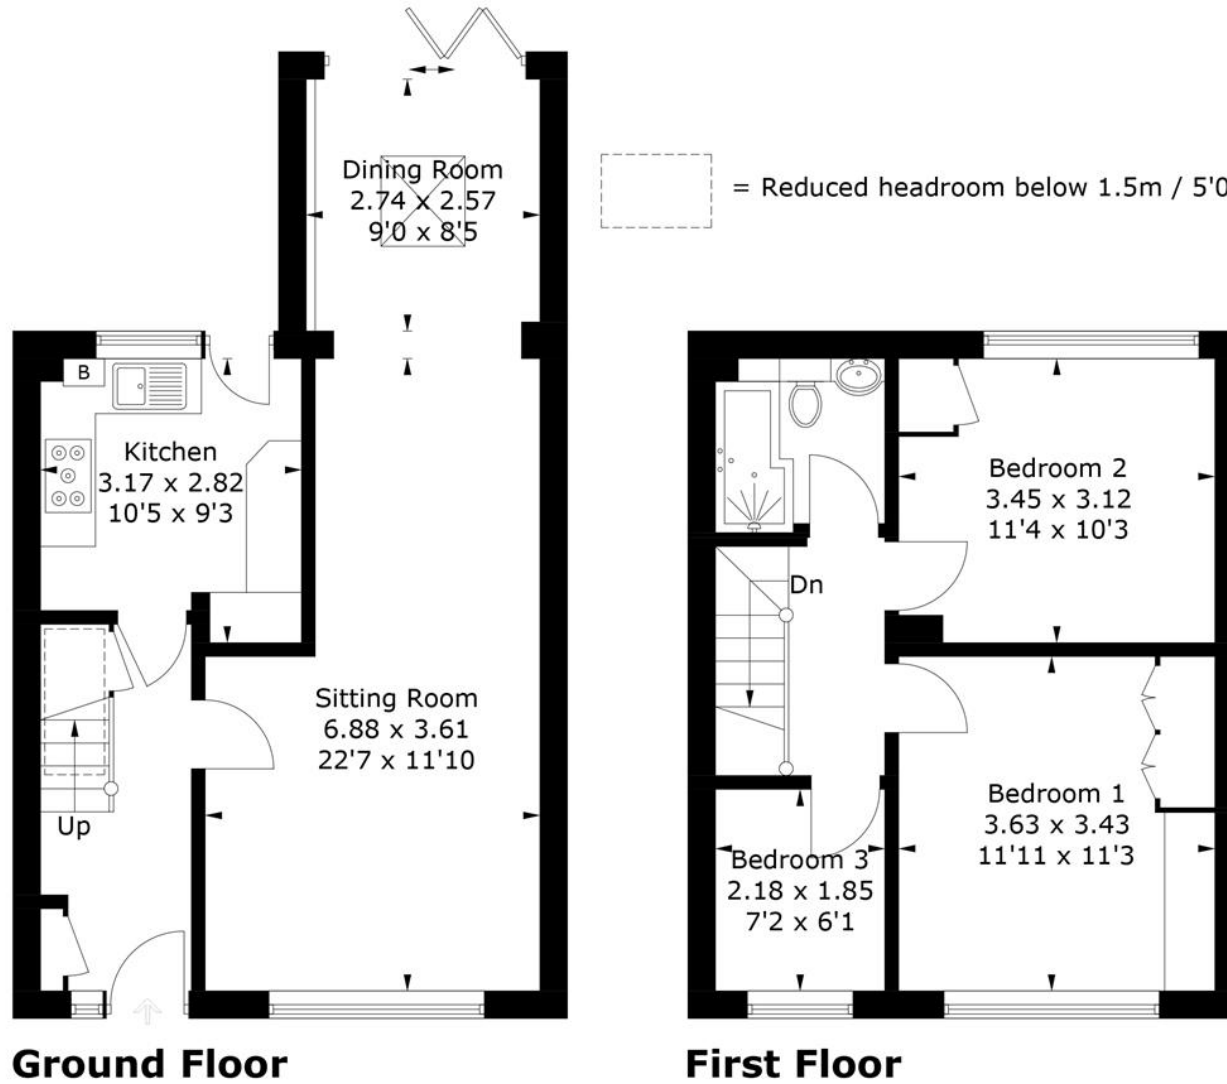 Dining Room
2.74 x 2.57
9'0 x 8'5
= Reduced headroom below 1.5m / 5'0
B
Kitchen
3.17 x 2.82
10'5 x 9'3
Sitting Room
6.88 x 3.61
22'7 x 11'10
Up
Ground Floor
Bedroom 2
3.45 x 3.12
11'4 x 10'3
Dn
Bedroom 1
3.63 x 3.43
11'11 x 11'3
Bedroom 3
2.18 x 1.85
7'2 x 6'1
First Floor